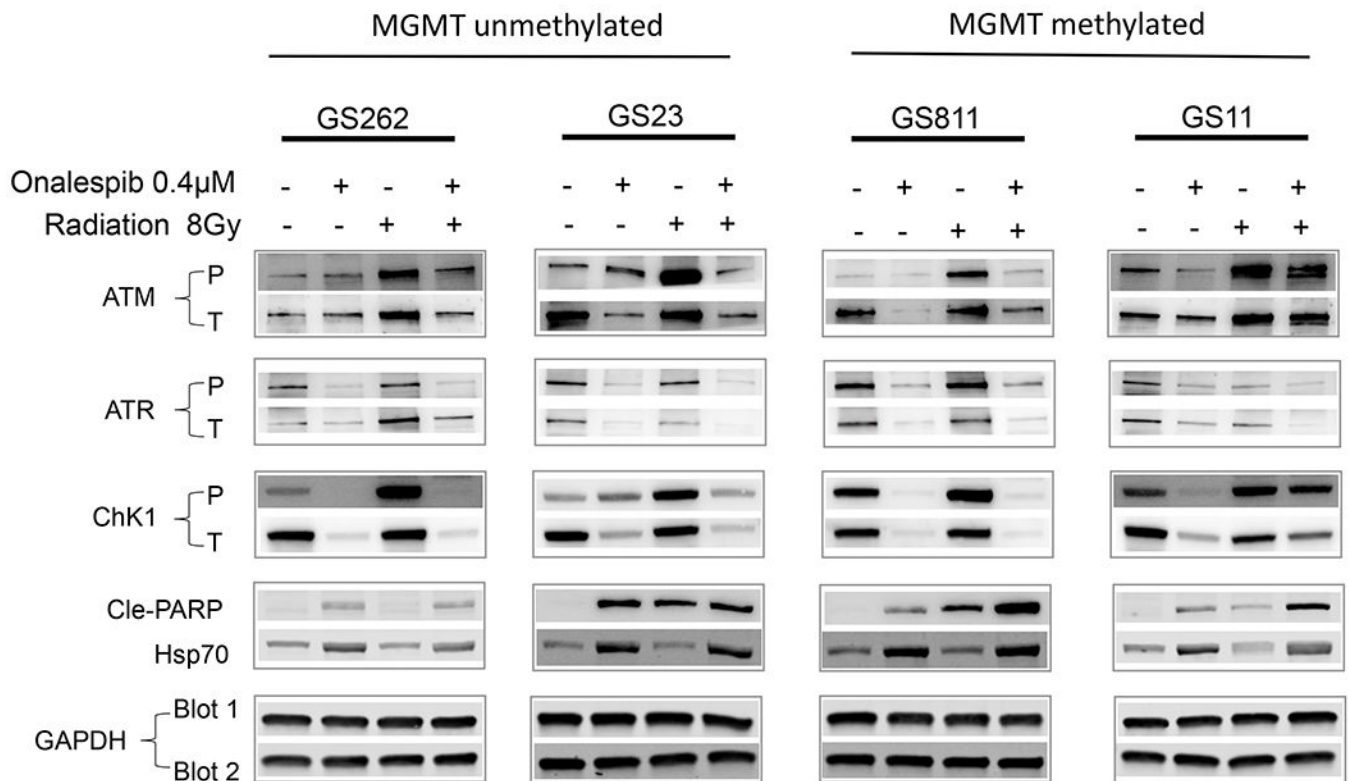 MGMT unmethylated MGMT methylated
GS262 GS23 GS811 GS11
Onalespib 0.4µM - + - + - + - + - + - + - + - +
Radiation 8Gy - - + + - - + + - - + + - - + +
P
ATM
T
P
ATR
T
P
ChK1
T
Cle-PARP
Hsp70
Blot 1
GAPDH
Blot 2